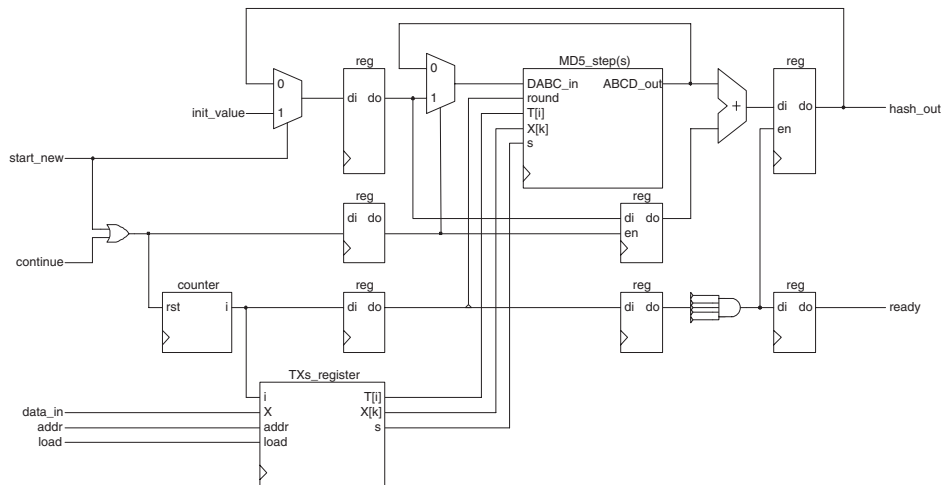 reg
MD5_step(s)
reg
0
1
init_value
di do
0
1
DABC_in ABCD_out
round
T[i]
X[k]
s
+
di do
en
hash_out
start_new
reg
reg
di do
di do
en
continue
counter
reg
reg
reg
rst i
di do
di do
di do
ready
TXs_register
i T[i]
data_in
X X[k]
addr
addr s
load
load